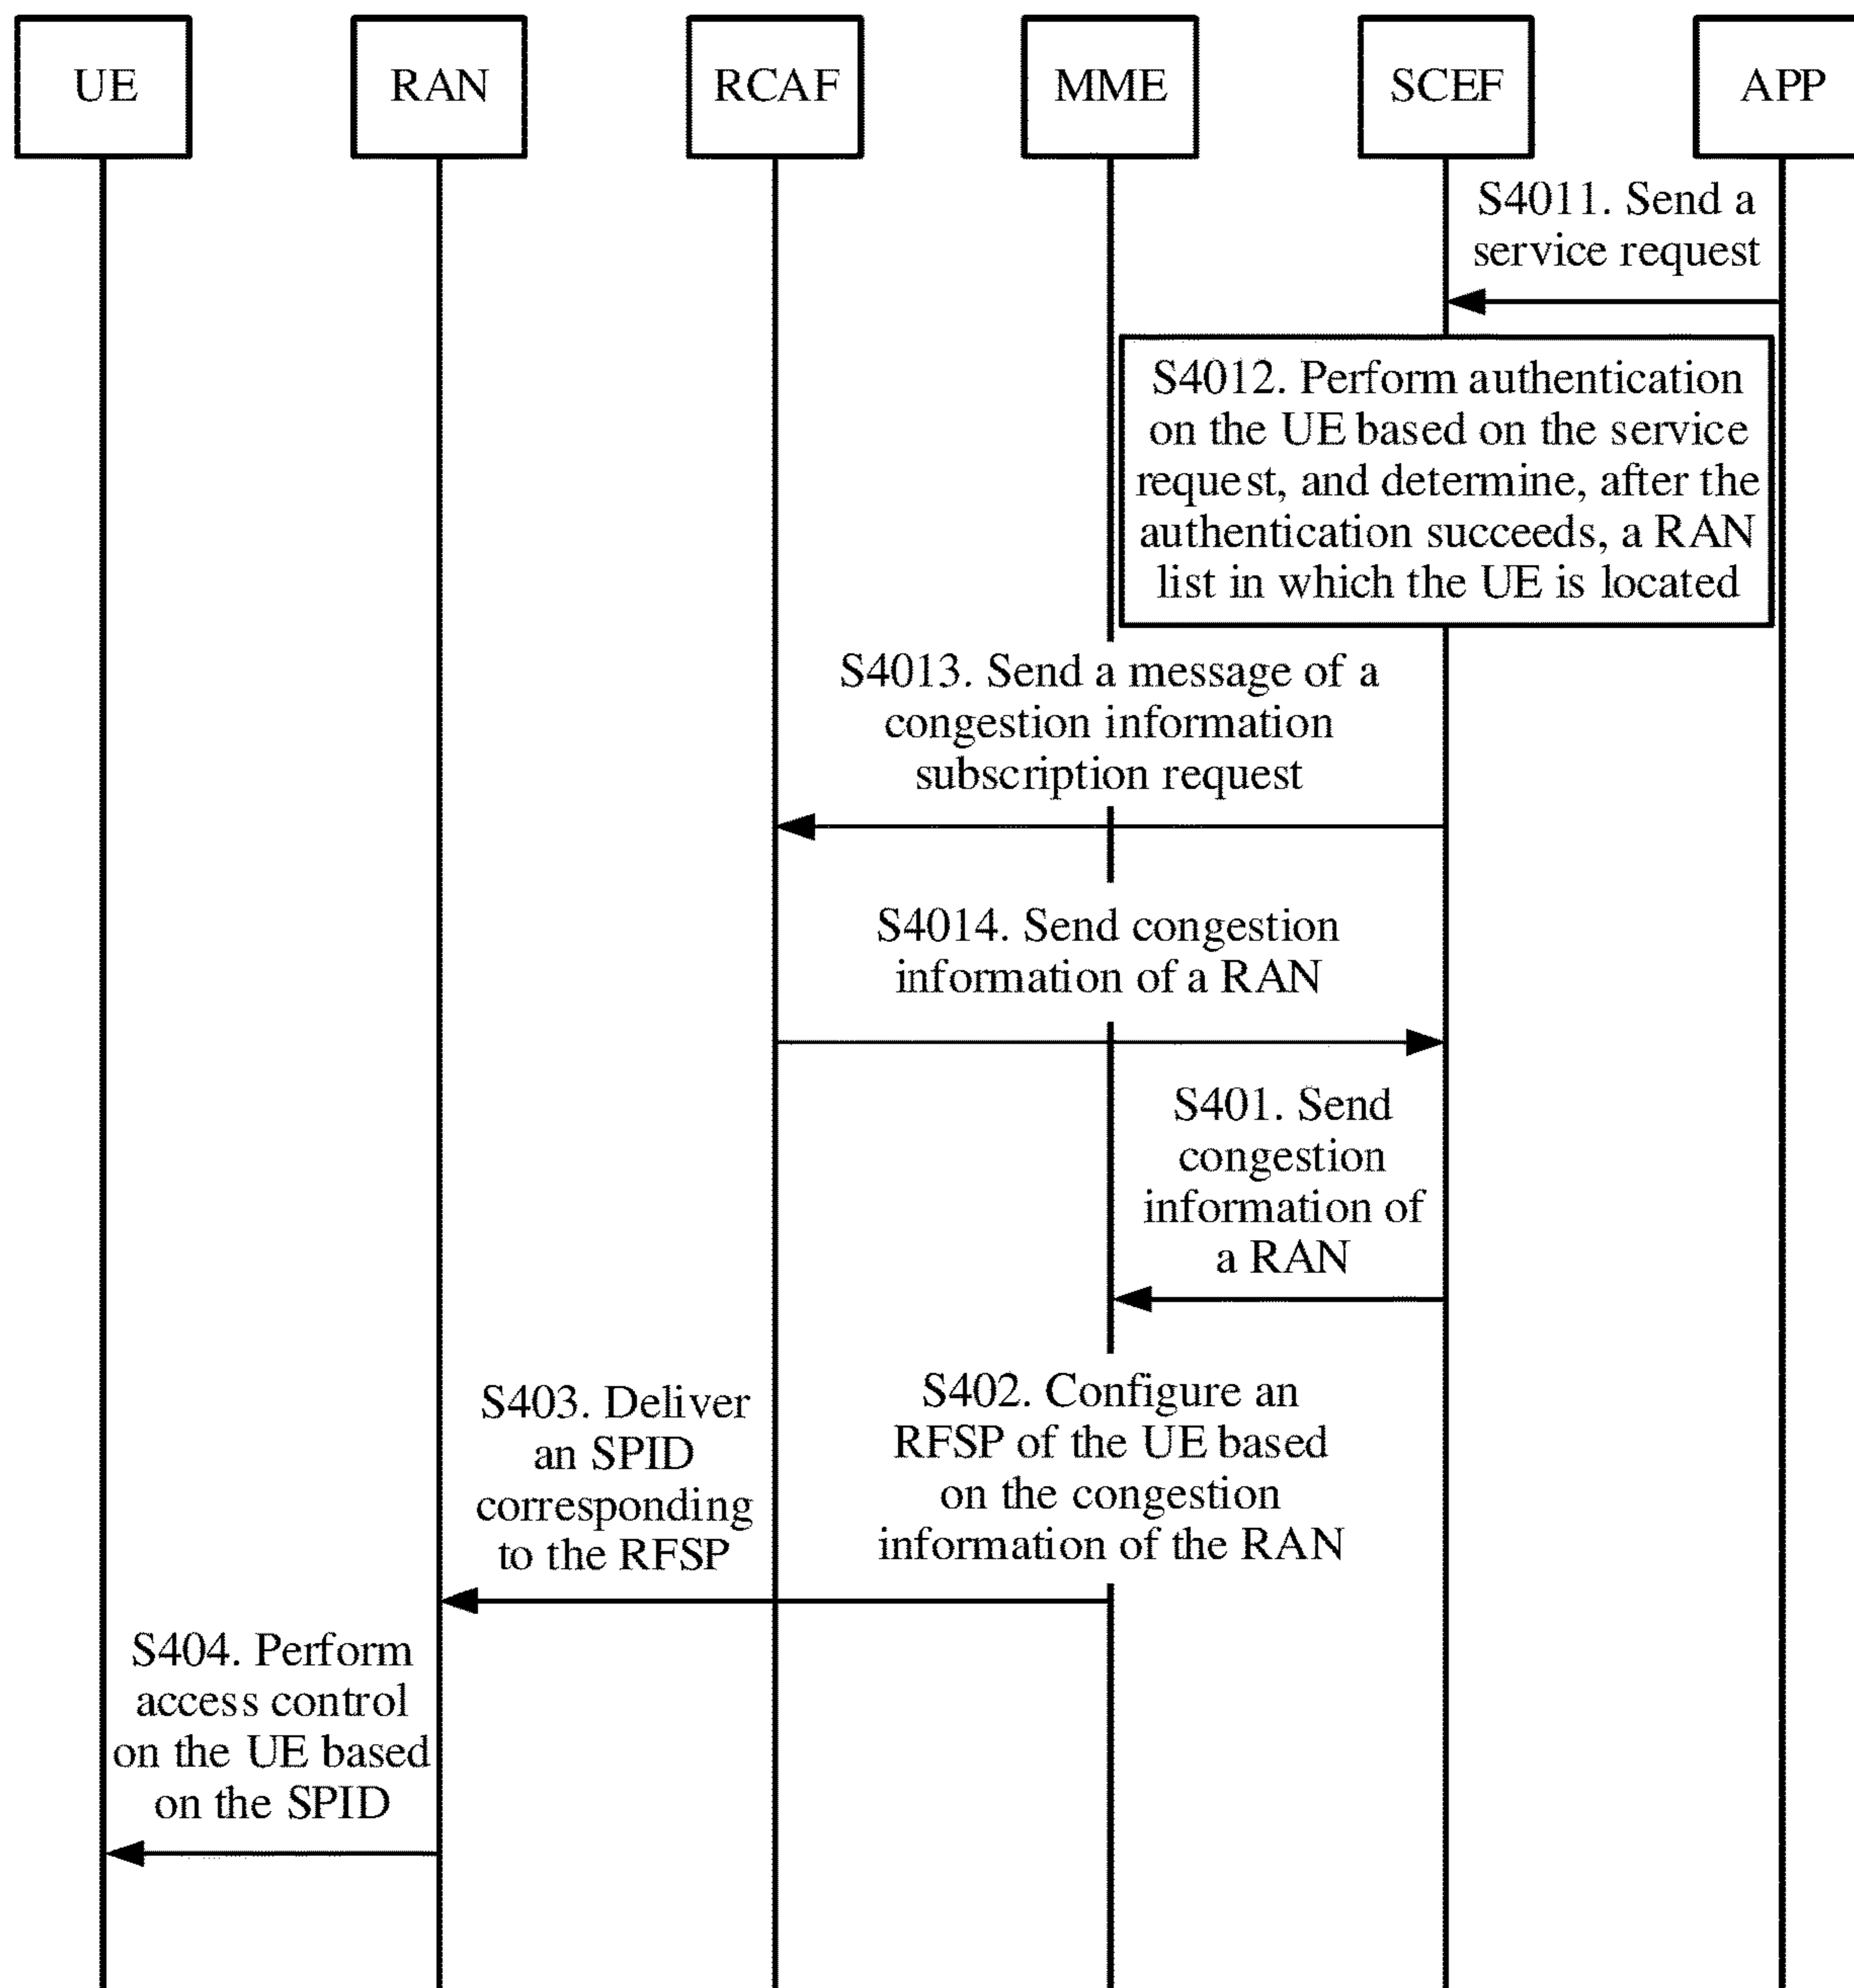 UE
RAN
RCAF
MME
SCEF
APP
S4011. Send a
service request
S4012. Perform authentication
on the UE based on the service
request, and determine, after the
authentication succeeds, a RAN
list in which the UE is located
S4013. Send a message of a
congestion information
subscription request
S4014. Send congestion
information of a RAN
S401. Send
congestion
information of
a RAN
S402. Configure an
RFSP of the UE based
on the congestion
information of the RAN
S403. Deliver
an SPID
corresponding
to the RFSP
S404. Perform
access control
on the UE based
on the SPID